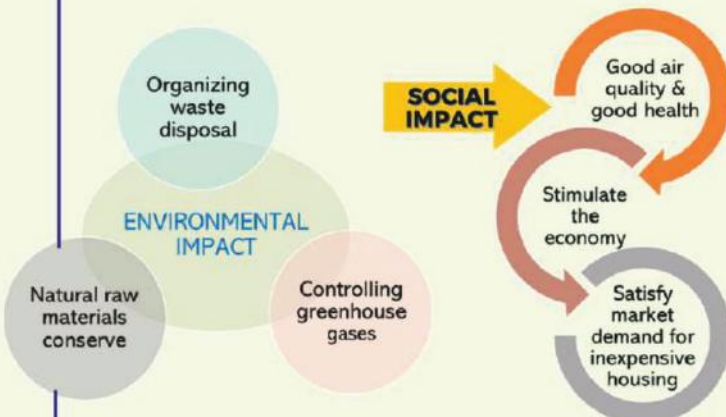 Organizing
waste
disposal
ENVIRONMENTAL
IMPACT
Natural raw
materials
conserve
Controlling
greenhouse
gases
SOCIAL
IMPACT
Good air
quality &
good health
Stimulate
the
economy
Satisfy
market
demand for
inexpensive
housing